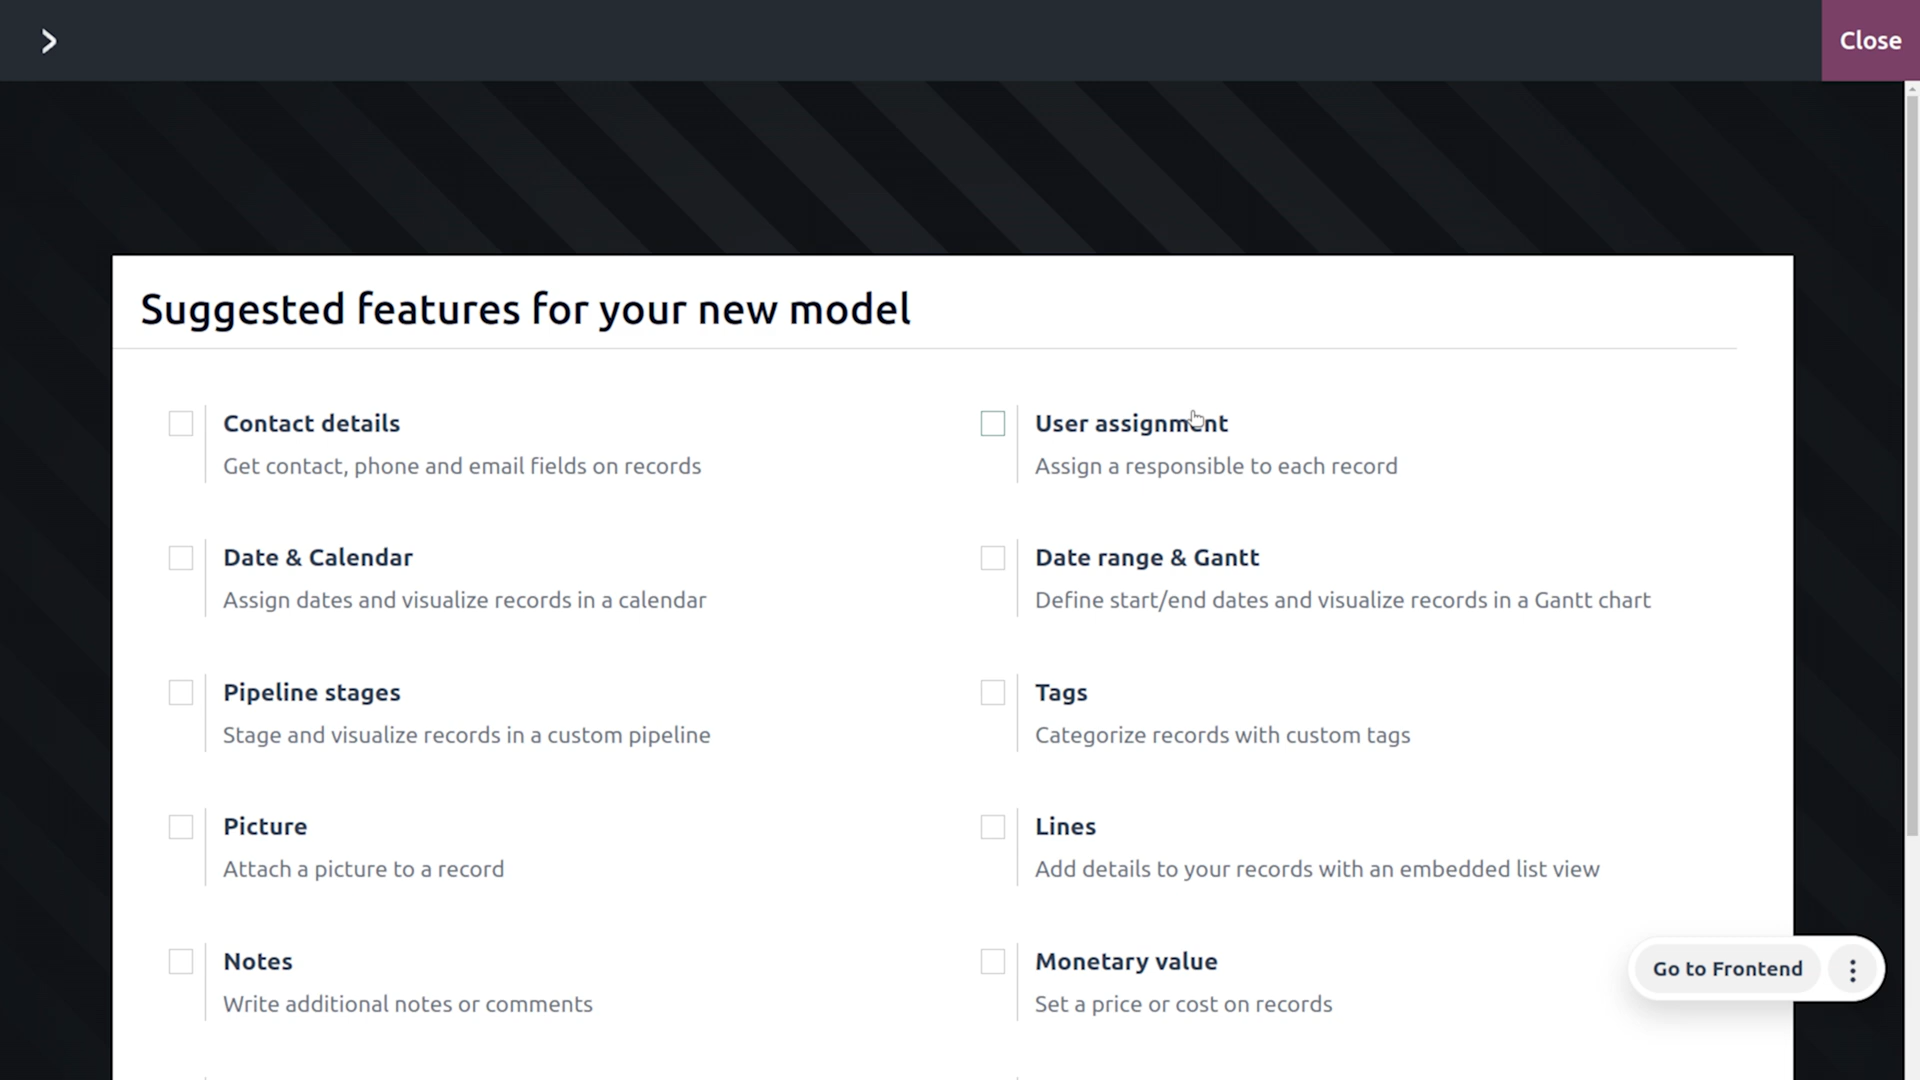 Close
Suggested features for your new model
Contact details
Get contact, phone and email fields on records
User assignment
Assign a responsible to each record
Date & Calendar
Assign dates and visualize records in a calendar
Date range & Gantt
Define start/end dates and visualize records in a Gantt chart
Pipeline stages
Stage and visualize records in a custom pipeline
Tags
Categorize records with custom tags
Picture
Attach a picture to a record
Lines
Add details to your records with an embedded list view
Notes
Write additional notes or comments
Monetary value
Set a price or cost on records
Go to Frontend